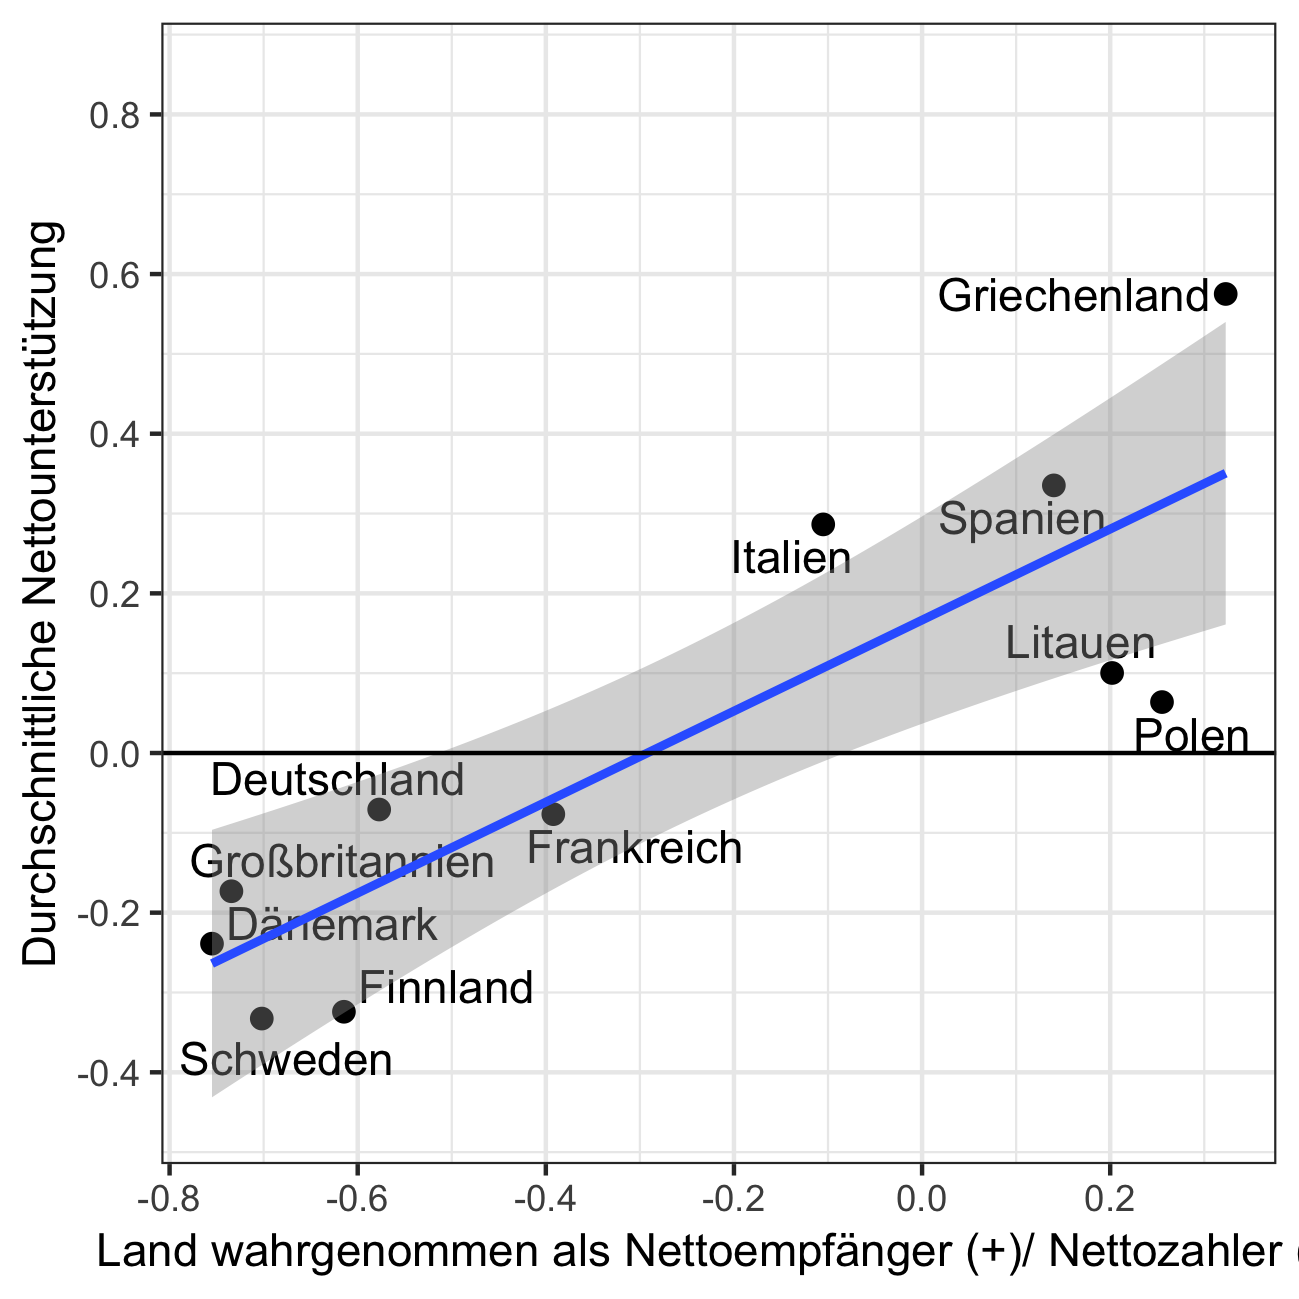 Durchschnittliche Nettounterstützung
0.8
0.6
0.4
0.2
0.0
-0.2
-0.4
Griechenland
Spanien
Italien
Litauen
Polen
Deutschland
Frankreich
Großbritannien
Dänemark
Finnland
Schweden
-0.8 -0.6 -0.4 -0.2 0.0 0.2
Land wahrgenommen als Nettoempfänger (+)/ Nettozahler (